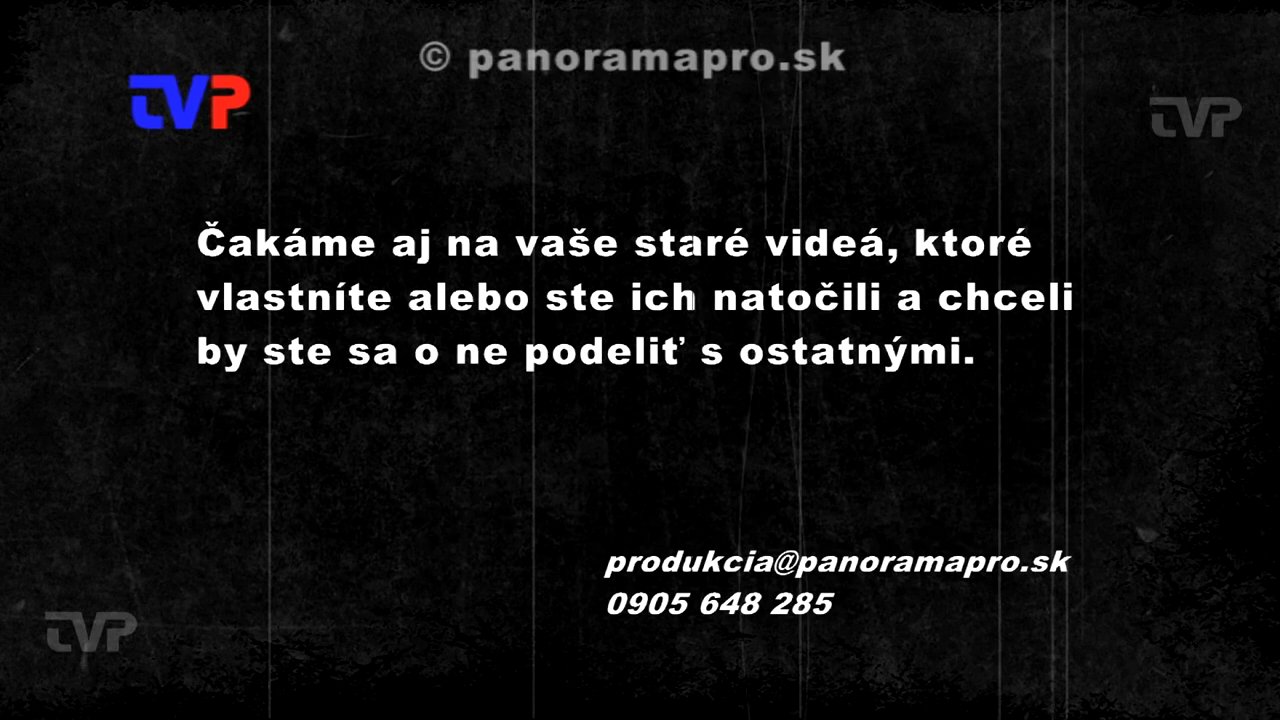 © panoramapro.sk
TVP
TVP
Čakáme aj na vaše staré videá, ktoré
vlastníte alebo ste ich natočili a chceli
by ste sa o ne podeliť s ostatnými.
produkcia@panoramapro.sk
0905 648 285
TVP